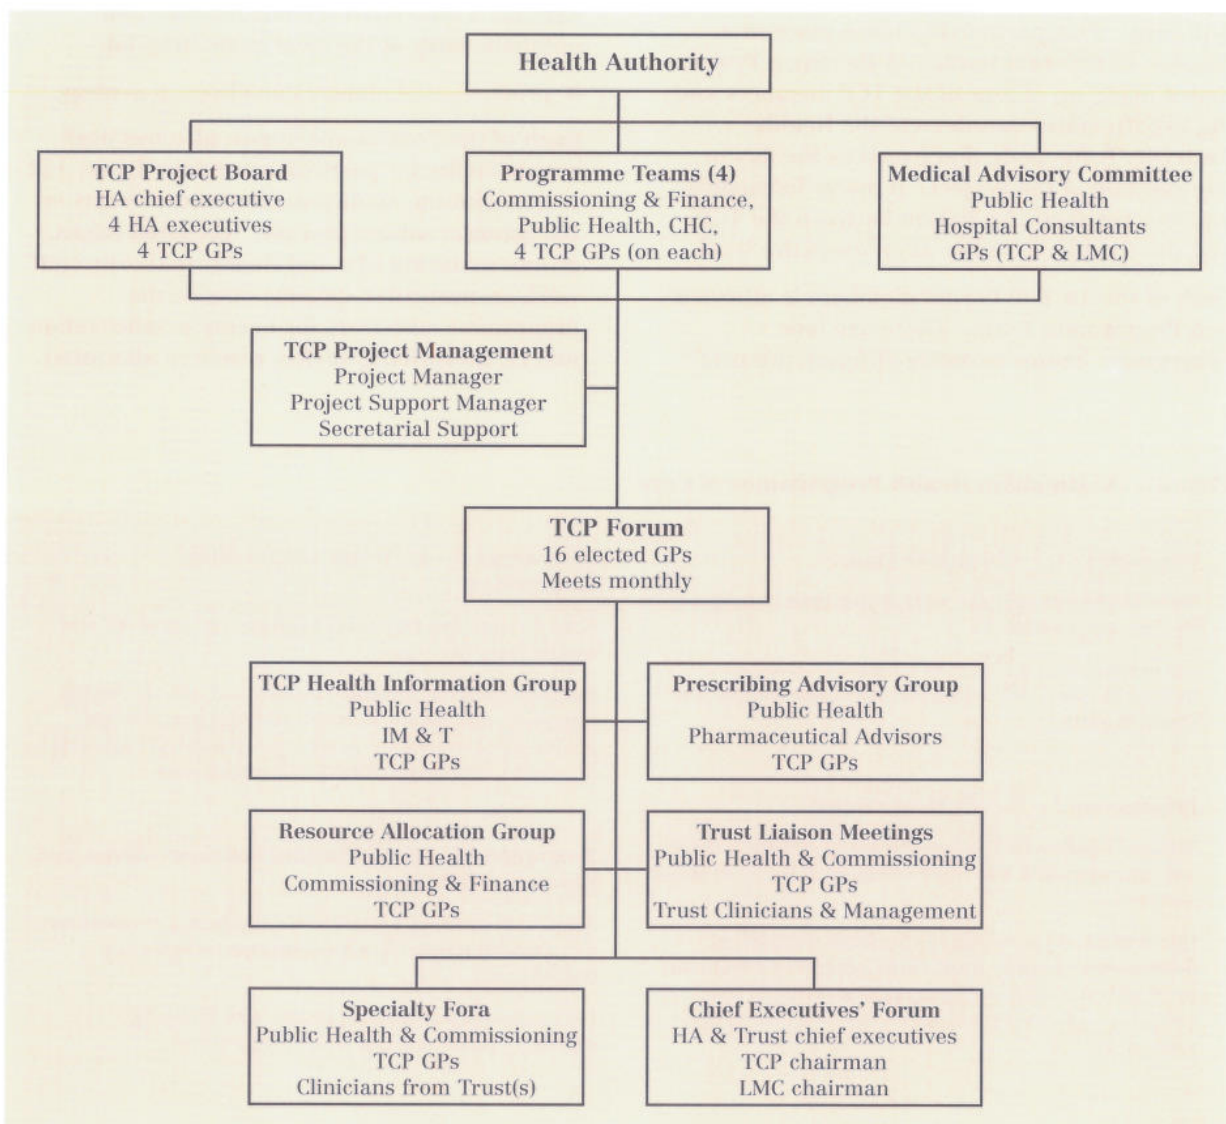 Health Authority
TCP Project Board
HA chief executive
4 HA executives
4 TCP GPs
Programme Teams (4)
Commissioning & Finance,
Public Health, CHC,
4 TCP GPs (on each)
Medical Advisory Committee
Public Health
Hospital Consultants
GPs (TCP & LMC)
TCP Project Management
Project Manager
Project Support Manager
Secretarial Support
TCP Forum
16 elected GPs
Meets monthly
TCP Health Information Group
Public Health
IM & T
TCP GPs
Prescribing Advisory Group
Public Health
Pharmaceutical Advisors
TCP GPs
Resource Allocation Group
Public Health
Commissioning & Finance
TCP GPs
Trust Liaison Meetings
Public Health & Commissioning
TCP GPs
Trust Clinicians & Management
Specialty Fora
Public Health & Commissioning
TCP GPs
Clinicians from Trust(s)
Chief Executives' Forum
HA & Trust chief executives
TCP chairman
LMC chairman